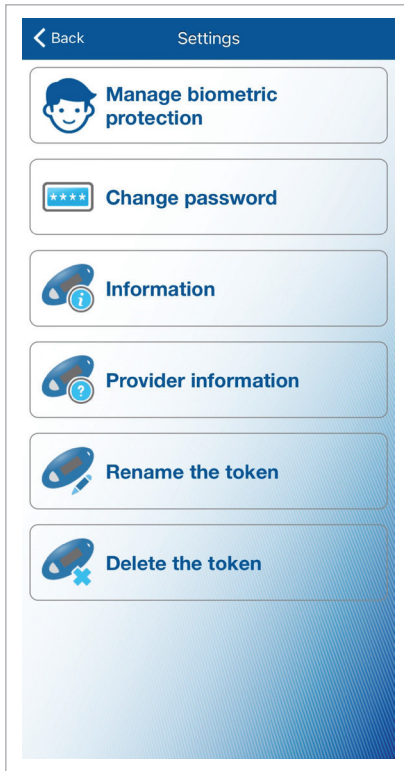 Back
Settings
Manage biometric
protection
****
Change password
i
Information
?
Provider information
Rename the token
Delete the token